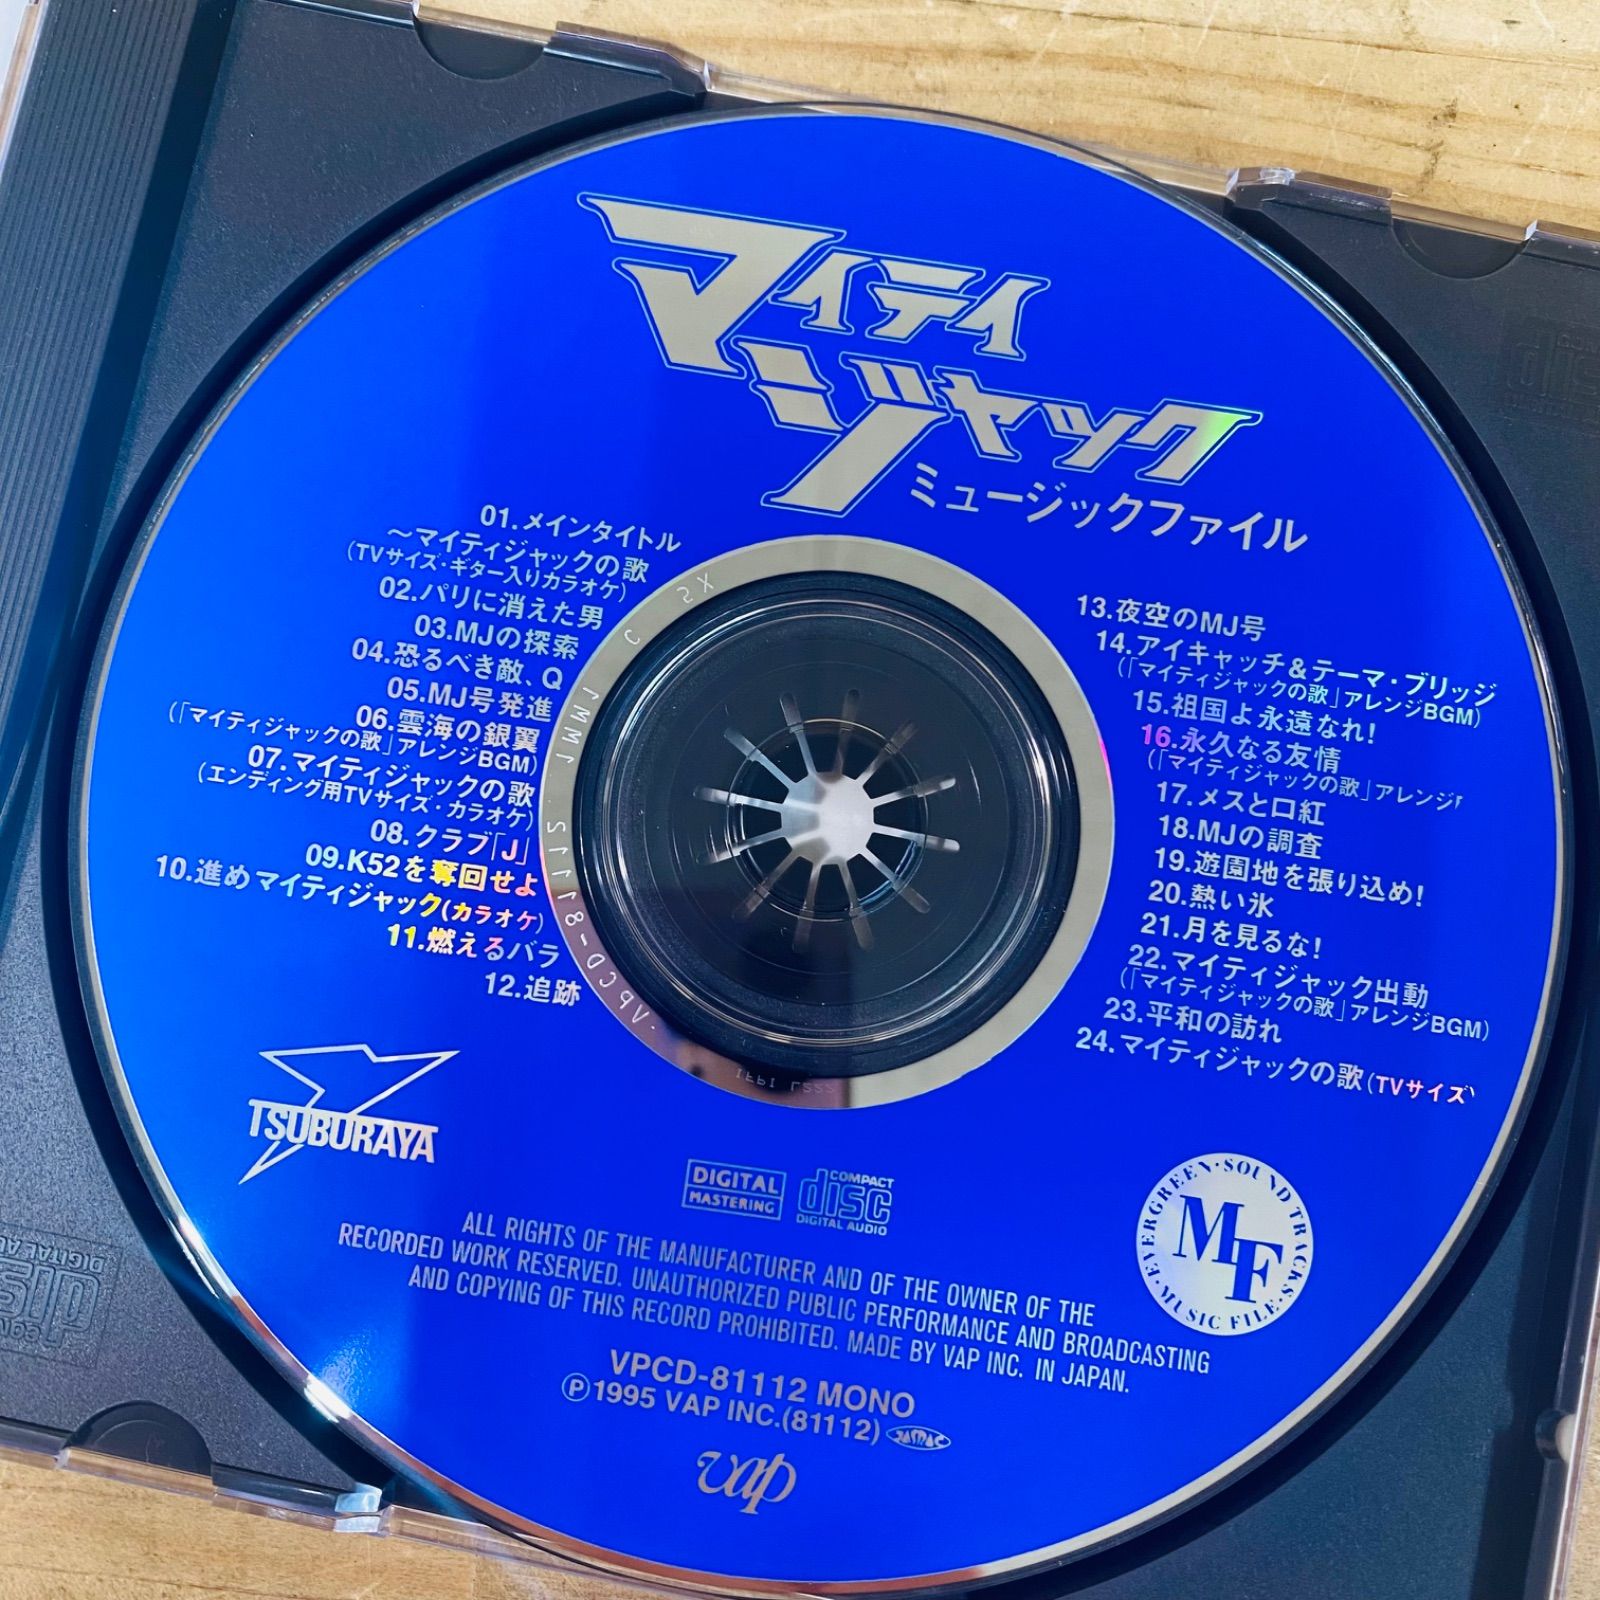 マイティ
ジャック
ミュージックファイル
01.メインタイトル
～マイティジャックの歌
(TVサイズ・ギター入りカラオケ)
02.パリに消えた男
03.MJの探索
04.恐るべき敵、Q
05.MJ号発進
06.雲海の銀翼
(「マイティジャックの歌」アレンジBGM)
07.マイティジャックの歌
(エンディング用TVサイズ・カラオケ)
08.クラブ「J」
09.K52を奪回せよ
10.進めマイティジャック(カラオケ)
11.燃えるバラ
12.追跡
13.夜空のMJ号
14.アイキャッチ&テーマ・ブリッジ
(「マイティジャックの歌」アレンジBGM)
15.祖国よ永遠なれ!
16.永久なる友情
(「マイティジャックの歌」アレンジ
17.メスと口紅
18.MJの調査
19.遊園地を張り込め!
20.熱い氷
21.月を見るな!
22.マイティジャック出動
(「マイティジャックの歌」アレンジBGM)
23.平和の訪れ
24.マイティジャックの歌(TVサイズ
TSUBURAYA
DIGITAL
MASTERING
COMPACT
disc
DIGITAL AUDIO
EVERGREEN・SOUND TRACKS・MUSIC FILE・
MF
ALL RIGHTS OF THE MANUFACTURER AND OF THE OWNER OF THE
RECORDED WORK RESERVED. UNAUTHORIZED PUBLIC PERFORMANCE AND BROADCASTING
AND COPYING OF THIS RECORD PROHIBITED. MADE BY VAP INC. IN JAPAN.
VPCD-81112 MONO
Ⓟ1995 VAP INC.(81112)
vap